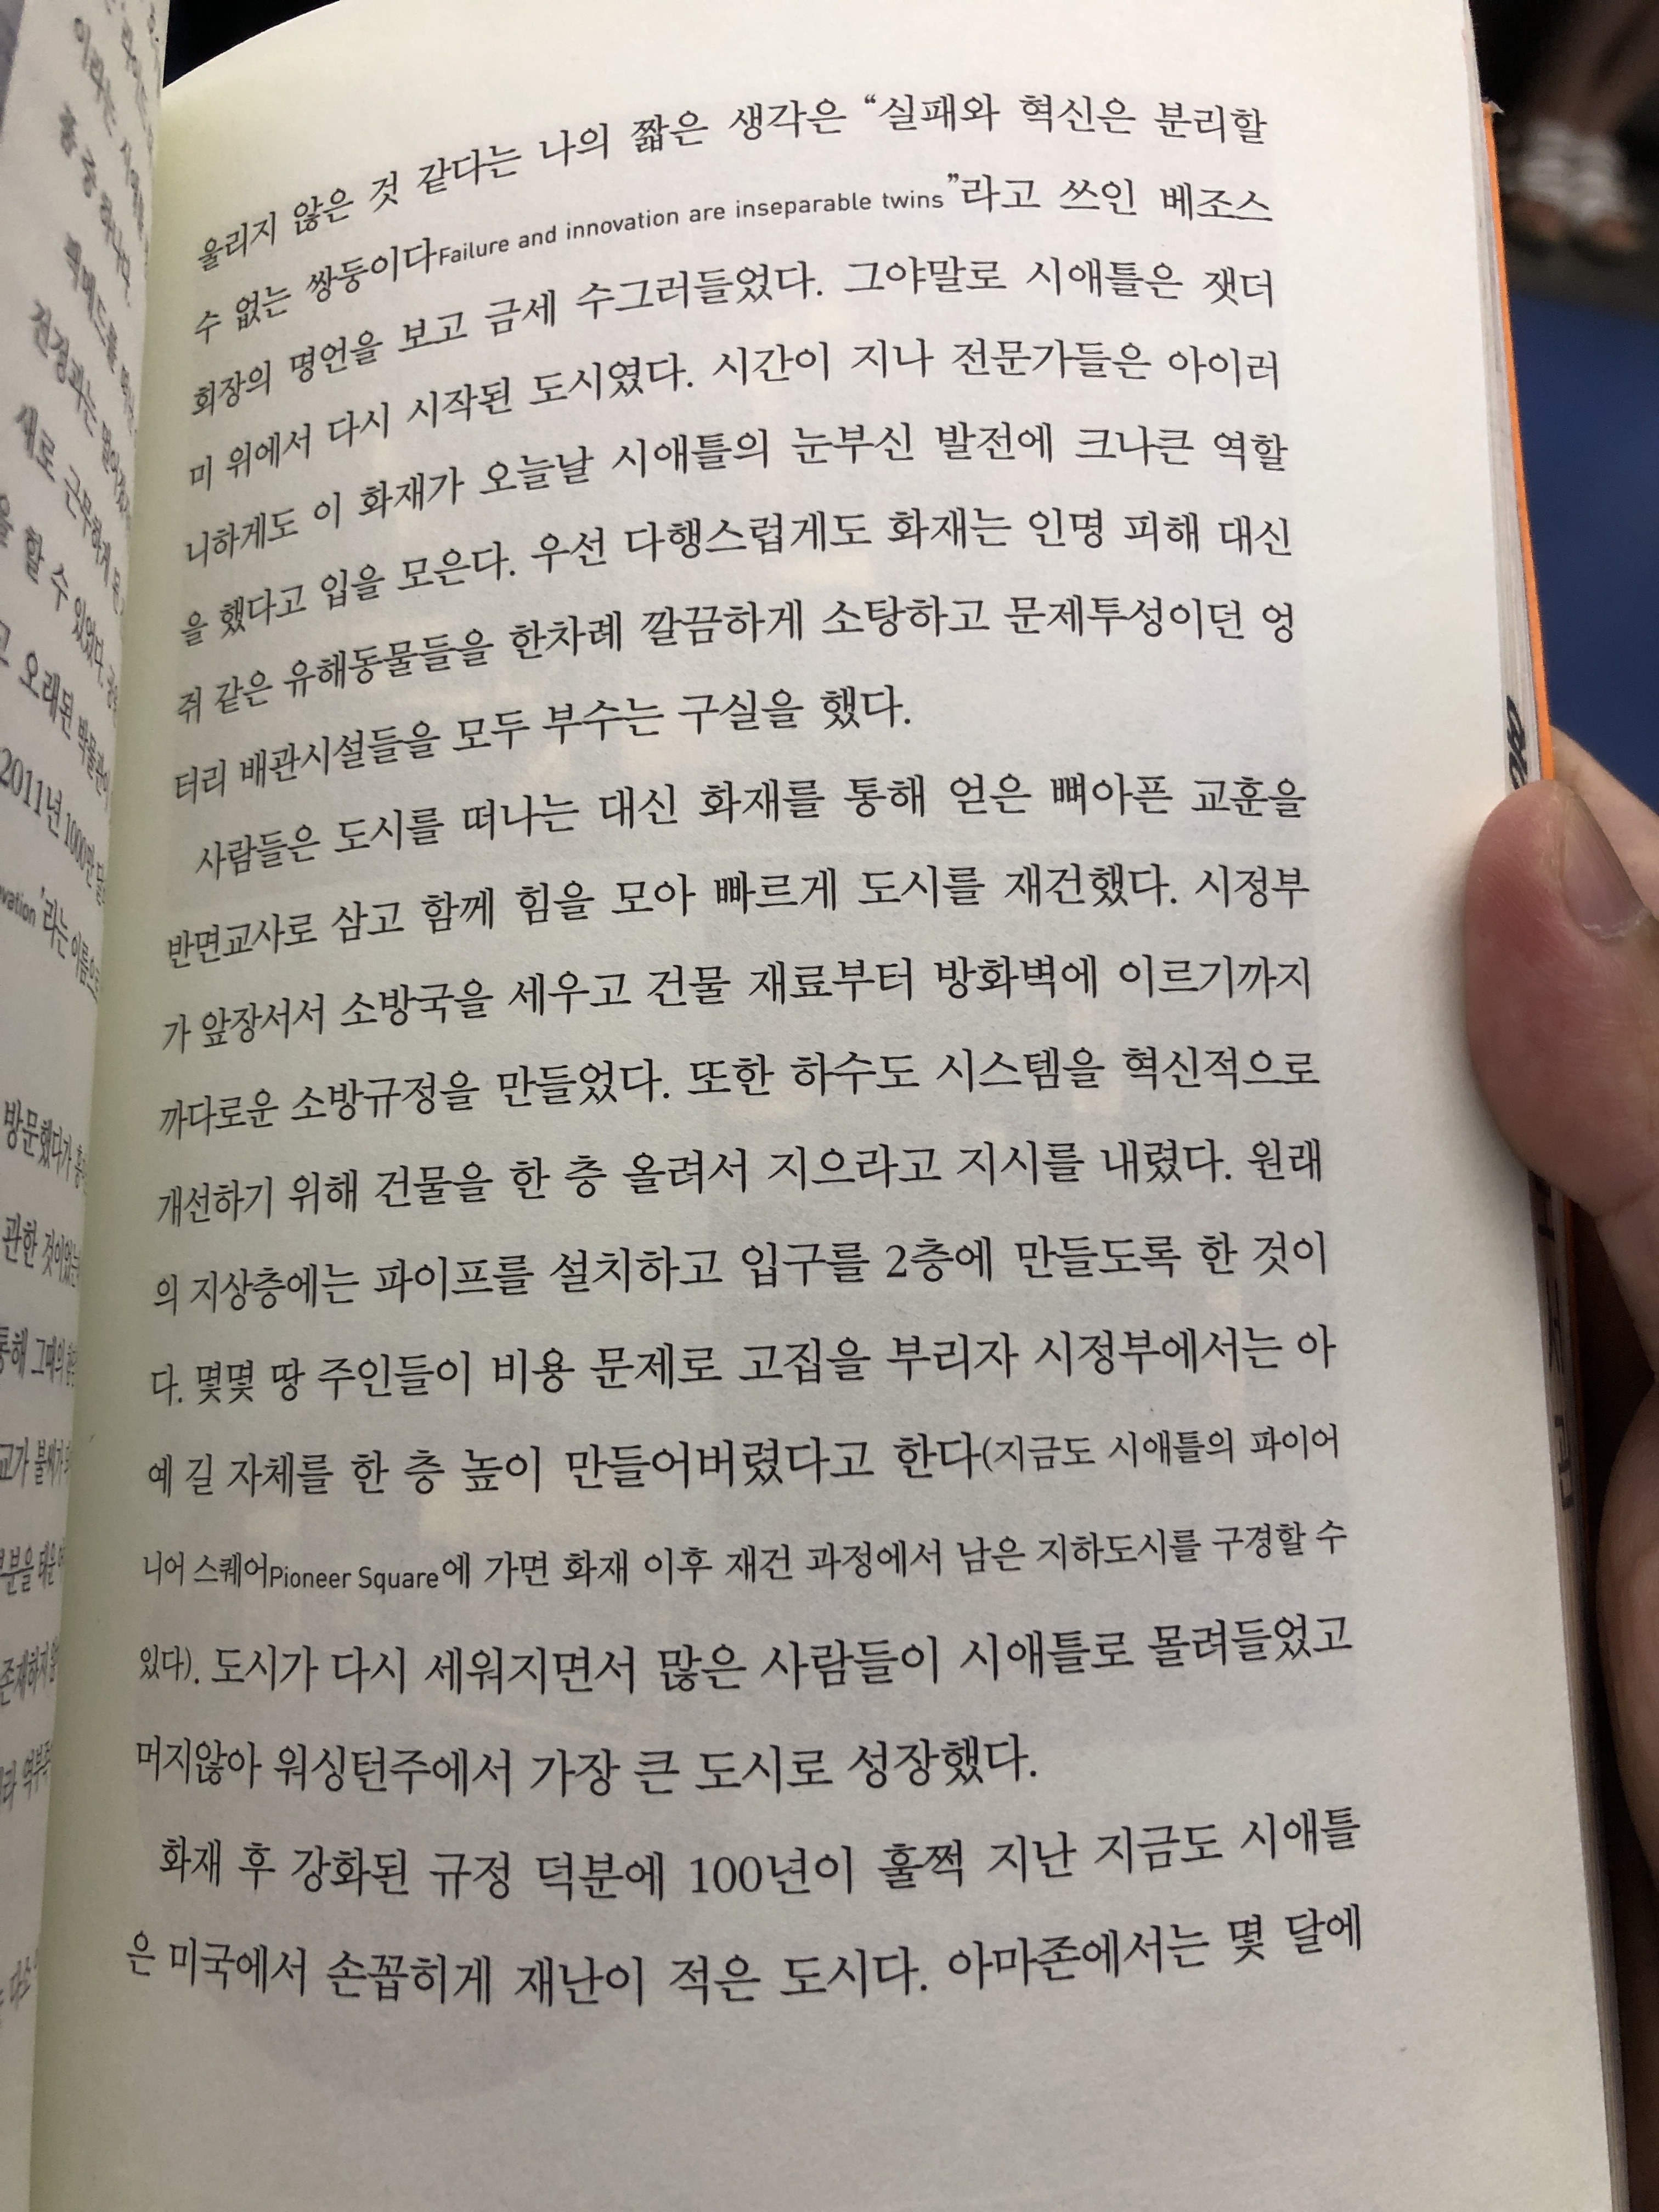 울리지 않은 것 같다는 나의 짧은 생각은 “실패와 혁신은 분리할
수 없는 쌍둥이다Failure and innovation are inseparable twins”라고 쓰인 베조스
회장의 명언을 보고 금세 수그러들었다. 그야말로 시애틀은 잿더
미 위에서 다시 시작된 도시였다. 시간이 지나 전문가들은 아이러
니하게도 이 화재가 오늘날 시애틀의 눈부신 발전에 크나큰 역할
을 했다고 입을 모은다. 우선 다행스럽게도 화재는 인명 피해 대신
쥐 같은 유해동물들을 한차례 깔끔하게 소탕하고 문제투성이던 엉
터리 배관시설들을 모두 부수는 구실을 했다.
사람들은 도시를 떠나는 대신 화재를 통해 얻은 뼈아픈 교훈을
반면교사로 삼고 함께 힘을 모아 빠르게 도시를 재건했다. 시정부
가 앞장서서 소방국을 세우고 건물 재료부터 방화벽에 이르기까지
까다로운 소방규정을 만들었다. 또한 하수도 시스템을 혁신적으로
개선하기 위해 건물을 한 층 올려서 지으라고 지시를 내렸다. 원래
의 지상층에는 파이프를 설치하고 입구를 2층에 만들도록 한 것이
다. 몇몇 땅 주인들이 비용 문제로 고집을 부리자 시정부에서는 아
예 길 자체를 한 층 높이 만들어버렸다고 한다(지금도 시애틀의 파이어
니어 스퀘어Pioneer Square에 가면 화재 이후 재건 과정에서 남은 지하도시를 구경할 수
있다). 도시가 다시 세워지면서 많은 사람들이 시애틀로 몰려들었고
머지않아 워싱턴주에서 가장 큰 도시로 성장했다.
화재 후 강화된 규정 덕분에 100년이 훌쩍 지난 지금도 시애틀
은 미국에서 손꼽히게 재난이 적은 도시다. 아마존에서는 몇 달에